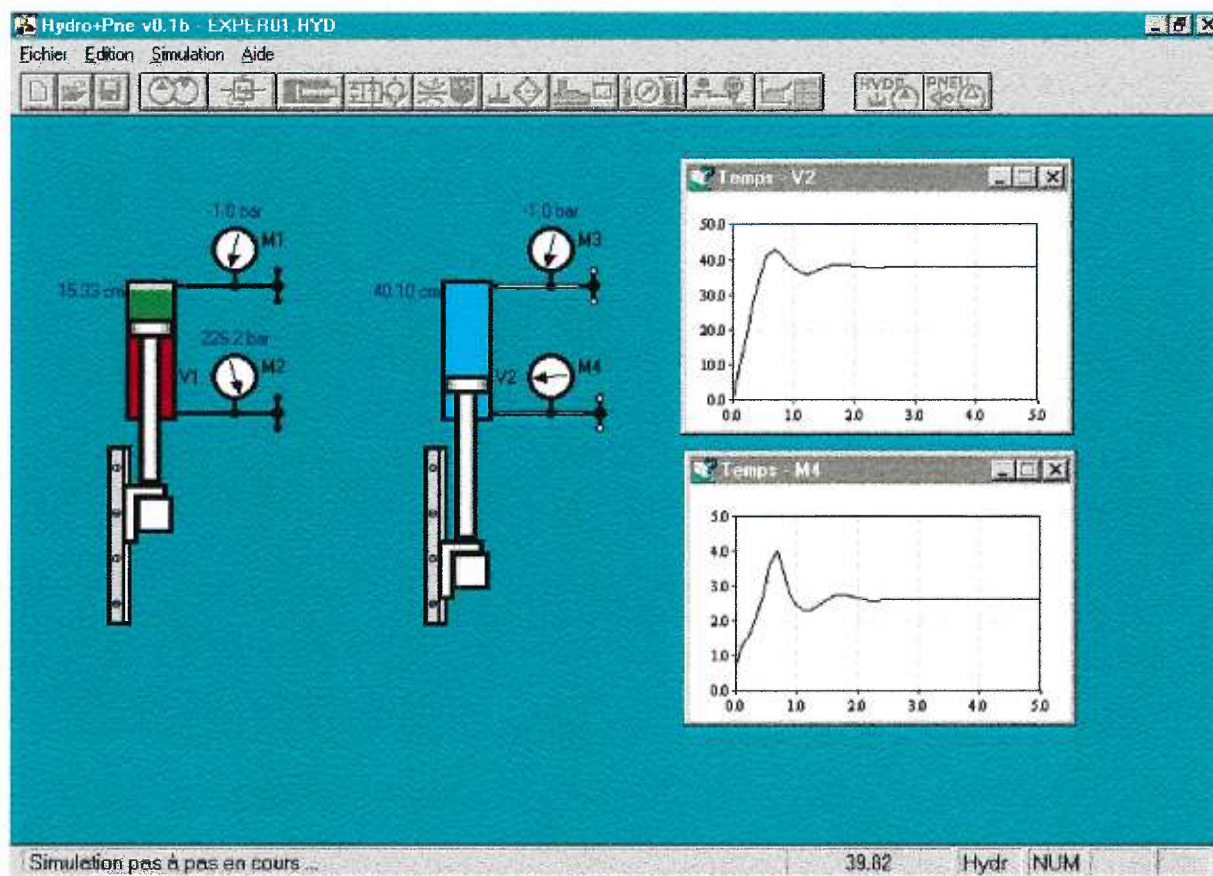 Hydro+Pne v0.1b - EXPER01.HYD
Fichier Edition Simulation Aide
HYDR PNEU
Temps - V2
50.0
40.0
30.0
20.0
10.0
0.0
0.0 1.0 2.0 3.0 4.0 5.0
-1.0 bar
M1
15.33 cm
226.2 bar
V1
M2
-1.0 bar
M3
40.10 cm
V2
M4
Temps - M4
5.0
4.0
3.0
2.0
1.0
0.0
0.0 1.0 2.0 3.0 4.0 5.0
Simulation pas à pas en cours ...
39.62
Hydr
NUM